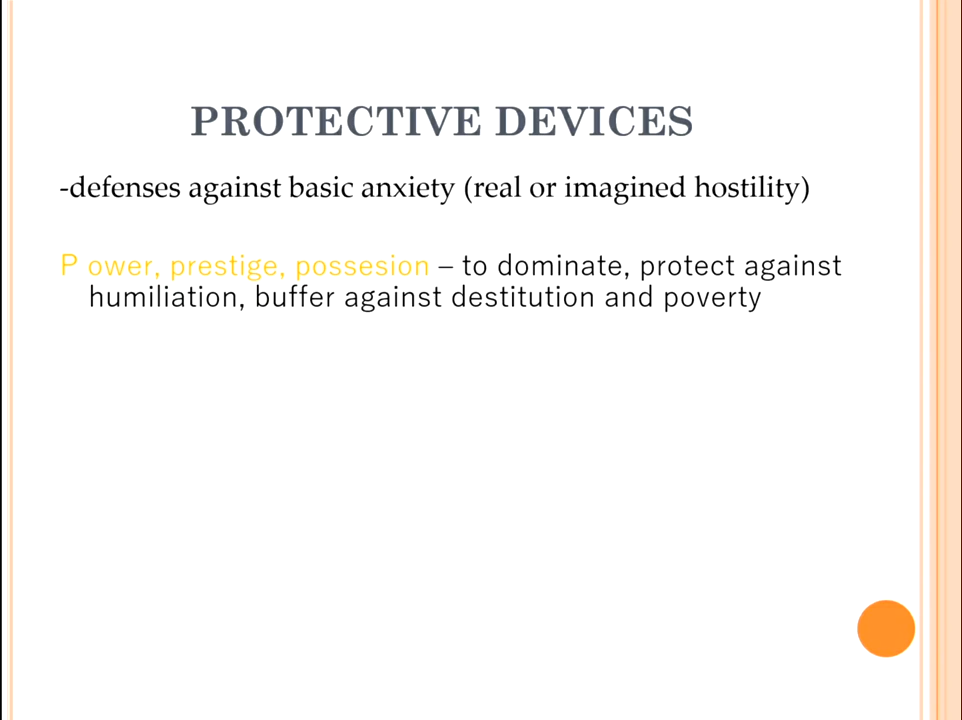 PROTECTIVE DEVICES
-defenses against basic anxiety (real or imagined hostility)
P ower, prestige, possesion – to dominate, protect against
humiliation, buffer against destitution and poverty